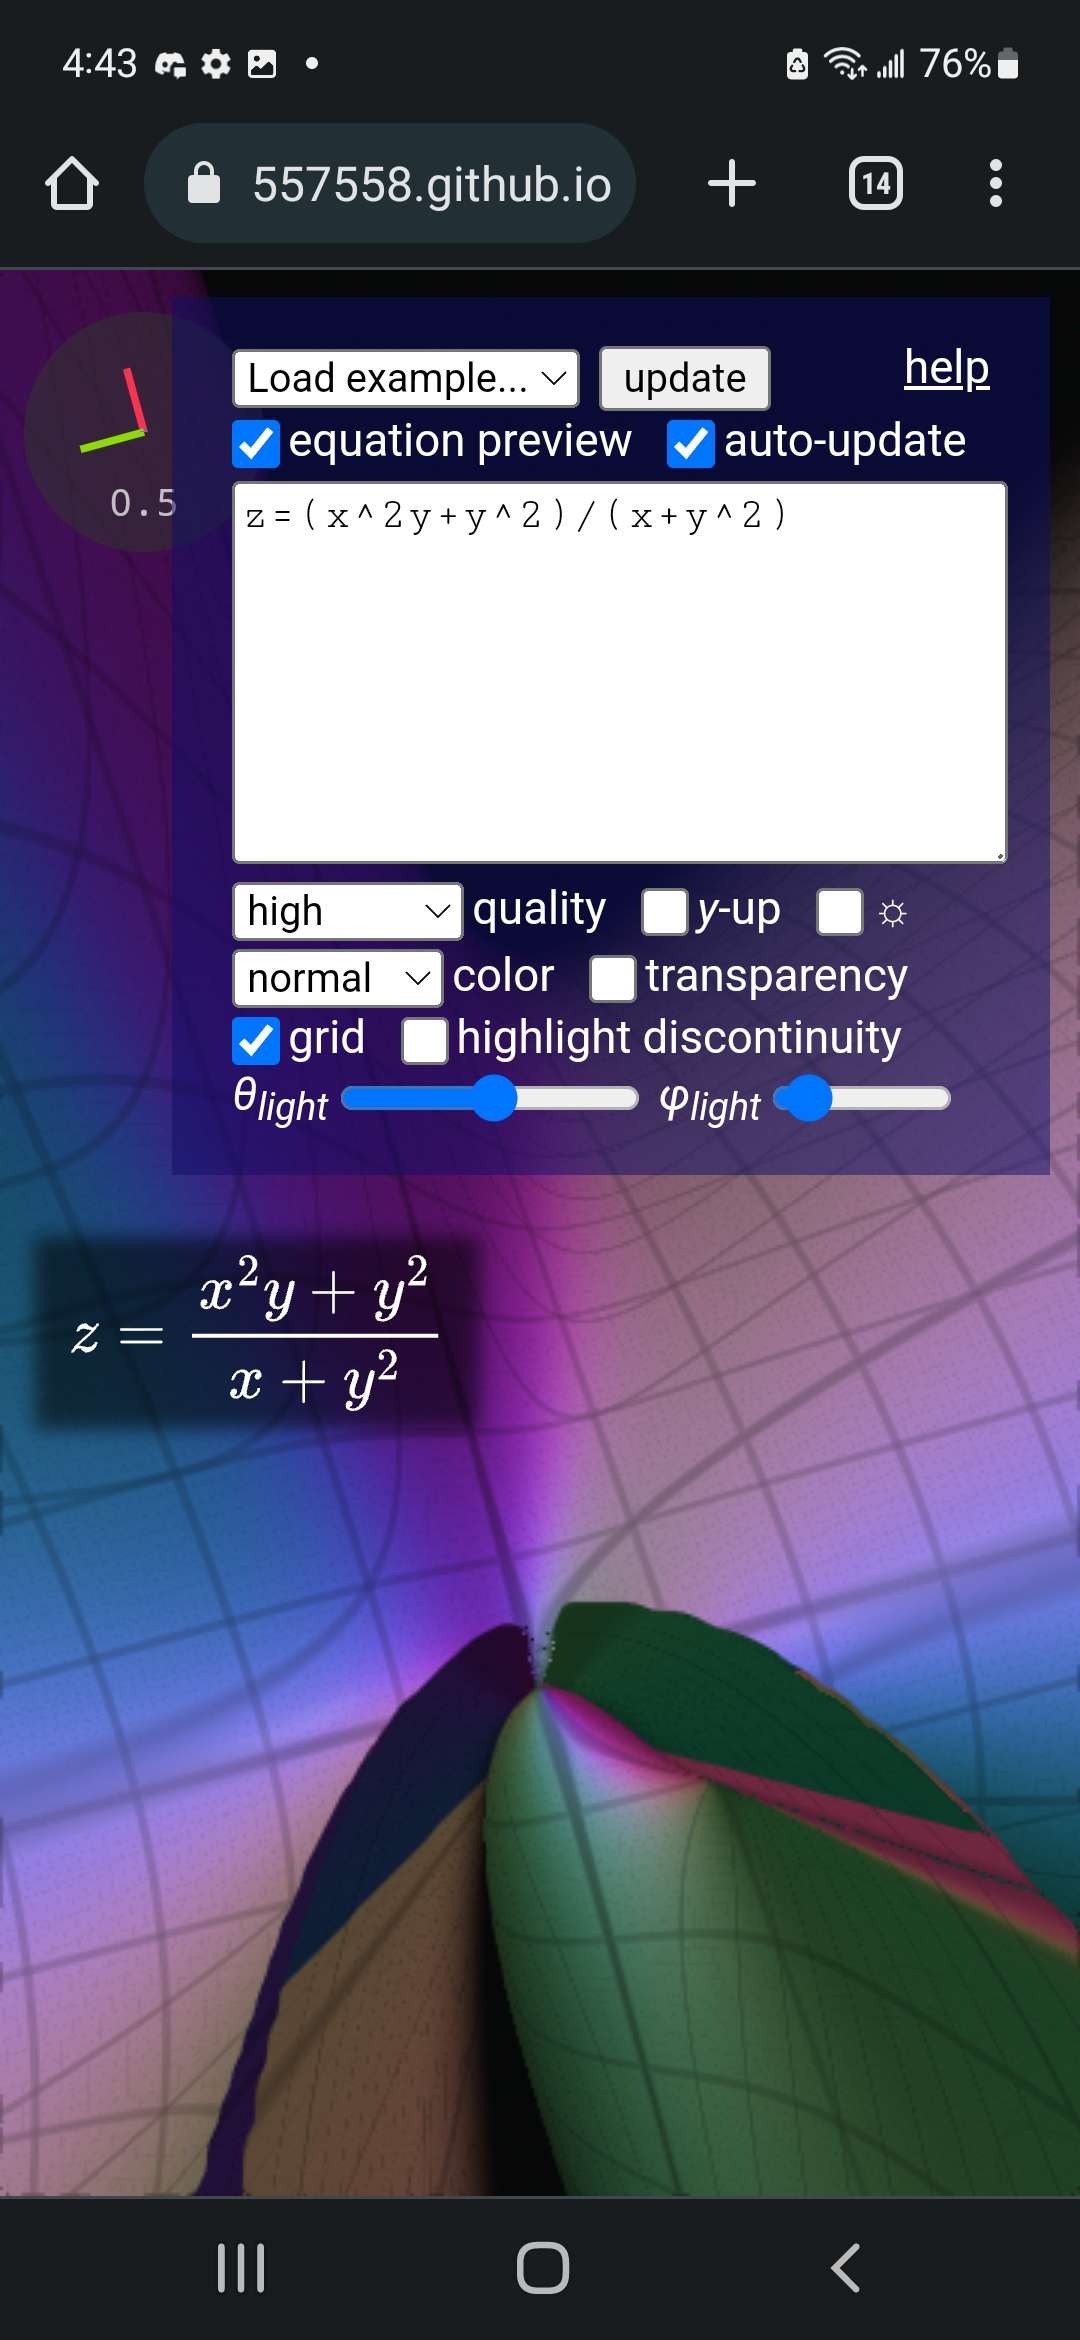 4:43 76%
557558.github.io 14
Load example... update help
equation preview auto-update
0.5
z=(x^2y+y^2)/(x+y^2)
high quality y-up ☼
normal color transparency
grid highlight discontinuity
θlight φlight
z = x²y + y² / x + y²